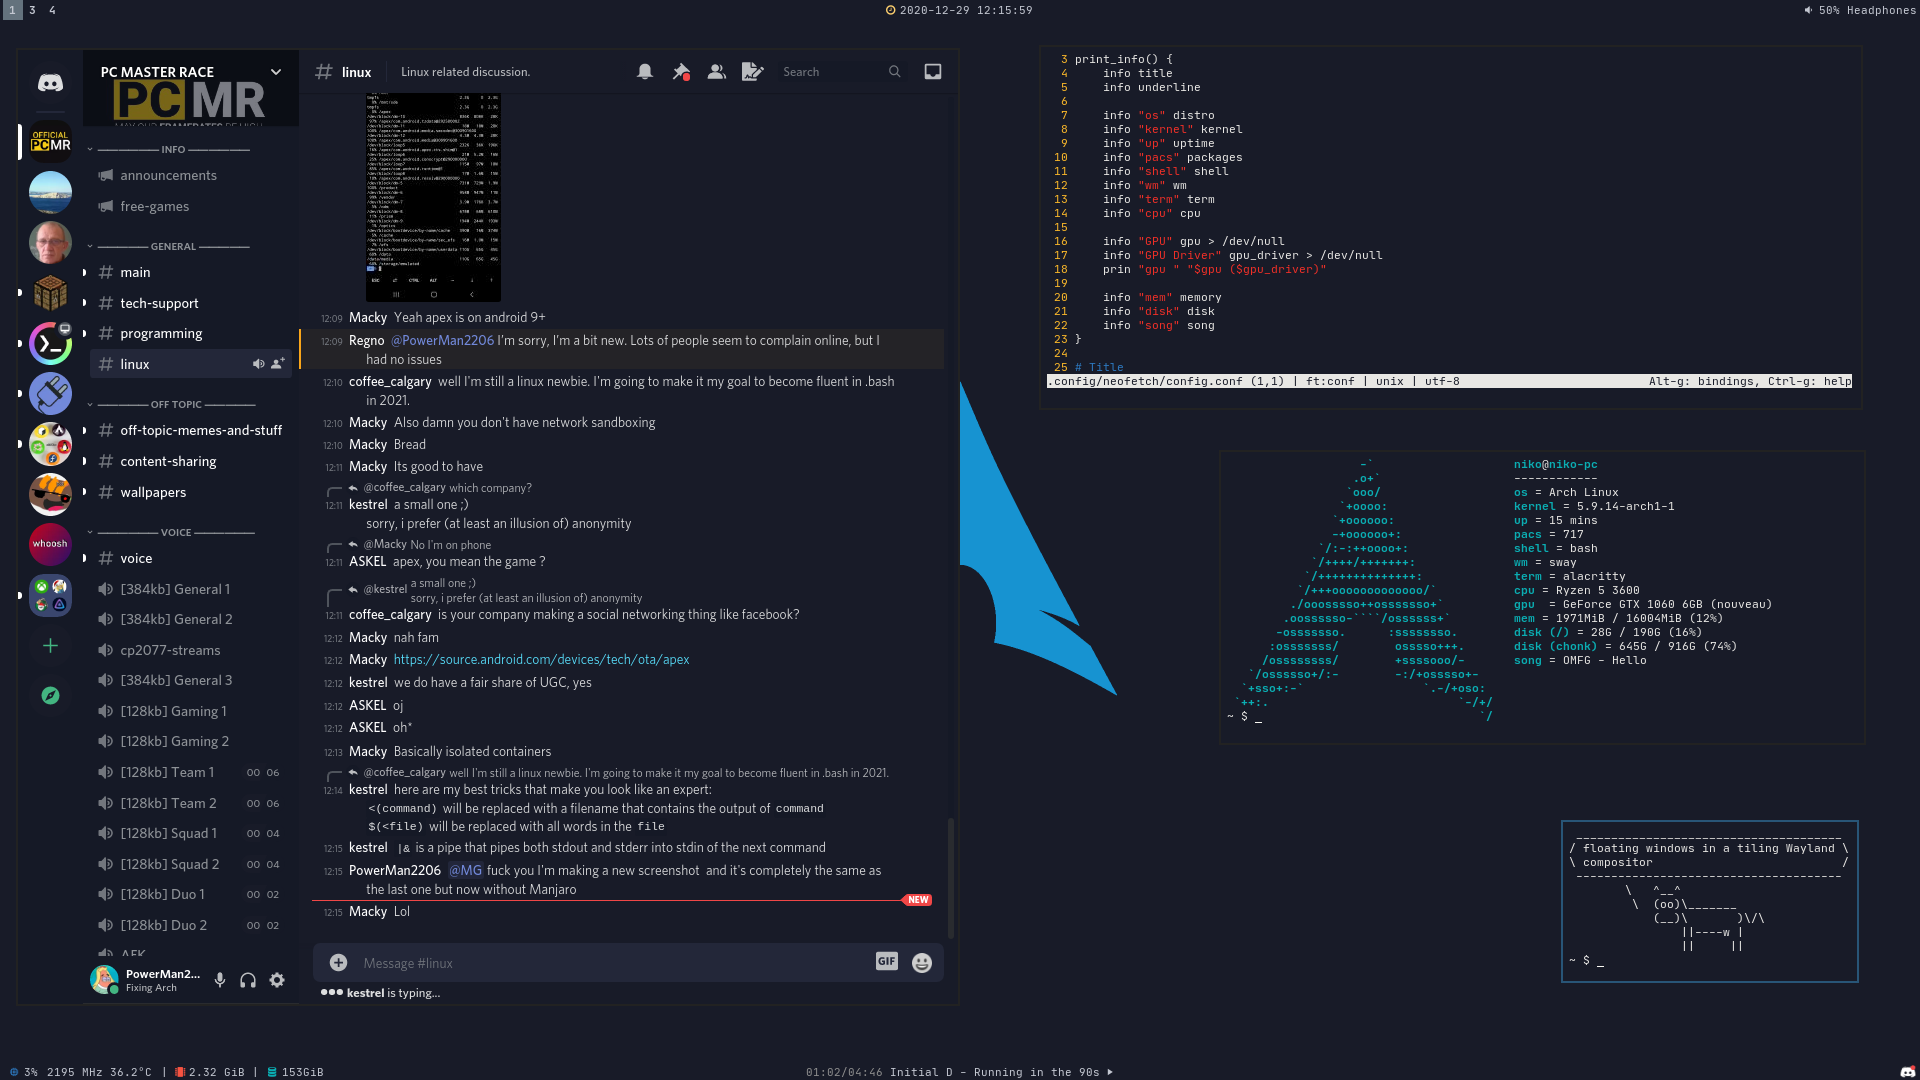 1 3 4
2020-12-29 12:15:59
50% Headphones
PC MASTER RACE
PCMR
OFFICIAL
PCMR
whoosh
INFO
announcements
free-games
GENERAL
main
tech-support
programming
linux
OFF TOPIC
off-topic-memes-and-stuff
content-sharing
wallpapers
VOICE
voice
[384kb] General 1
[384kb] General 2
cp2077-streams
[384kb] General 3
[128kb] Gaming 1
[128kb] Gaming 2
[128kb] Team 1 00 06
[128kb] Team 2 00 06
[128kb] Squad 1 00 04
[128kb] Squad 2 00 04
[128kb] Duo 1 00 02
[128kb] Duo 2 00 02
AFK
PowerMan2...
Fixing Arch
# linux
Linux related discussion.
Search
12:09 Macky Yeah apex is on android 9+
12:09 Regno @PowerMan2206 I'm sorry, I'm a bit new. Lots of people seem to complain online, but I
had no issues
12:10 coffee_calgary well I'm still a linux newbie. I'm going to make it my goal to become fluent in .bash
in 2021.
12:10 Macky Also damn you don't have network sandboxing
12:10 Macky Bread
12:11 Macky Its good to have
@coffee_calgary which company?
12:11 kestrel a small one ;)
sorry, i prefer (at least an illusion of) anonymity
@Macky No I'm on phone
12:11 ASKEL apex, you mean the game ?
@kestrel a small one ;)
sorry, i prefer (at least an illusion of) anonymity
12:11 coffee_calgary is your company making a social networking thing like facebook?
12:12 Macky nah fam
12:12 Macky https://source.android.com/devices/tech/ota/apex
12:12 kestrel we do have a fair share of UGC, yes
12:12 ASKEL oj
12:12 ASKEL oh*
12:13 Macky Basically isolated containers
@coffee_calgary well I'm still a linux newbie. I'm going to make it my goal to become fluent in .bash in 2021.
12:14 kestrel here are my best tricks that make you look like an expert:
<(command) will be replaced with a filename that contains the output of command
$(<file) will be replaced with all words in the file
12:15 kestrel |& is a pipe that pipes both stdout and stderr into stdin of the next command
12:15 PowerMan2206 @MG fuck you I'm making a new screenshot and it's completely the same as
the last one but now without Manjaro
NEW
12:15 Macky Lol
Message #linux
GIF
kestrel is typing...
3 print_info() {
4 info title
5 info underline
6
7 info "os" distro
8 info "kernel" kernel
9 info "up" uptime
10 info "pacs" packages
11 info "shell" shell
12 info "wm" wm
13 info "term" term
14 info "cpu" cpu
15
16 info "GPU" gpu > /dev/null
17 info "GPU Driver" gpu_driver > /dev/null
18 prin "gpu " "$gpu ($gpu_driver)"
19
20 info "mem" memory
21 info "disk" disk
22 info "song" song
23 }
24
25 # Title
.config/neofetch/config.conf (1,1) | ft:conf | unix | utf-8 Alt-g: bindings, Ctrl-g: help
niko@niko-pc
------------
os = Arch Linux
kernel = 5.9.14-arch1-1
up = 15 mins
pacs = 717
shell = bash
wm = sway
term = alacritty
cpu = Ryzen 5 3600
gpu = GeForce GTX 1060 6GB (nouveau)
mem = 1971MiB / 16004MiB (12%)
disk (/) = 28G / 190G (16%)
disk (chonk) = 645G / 916G (74%)
song = OMFG - Hello
~ $ _
/ floating windows in a tiling Wayland \
\ compositor /
~ $ _
3% 2195 MHz 36.2°C | 2.32 GiB | 153GiB
01:02/04:46 Initial D - Running in the 90s